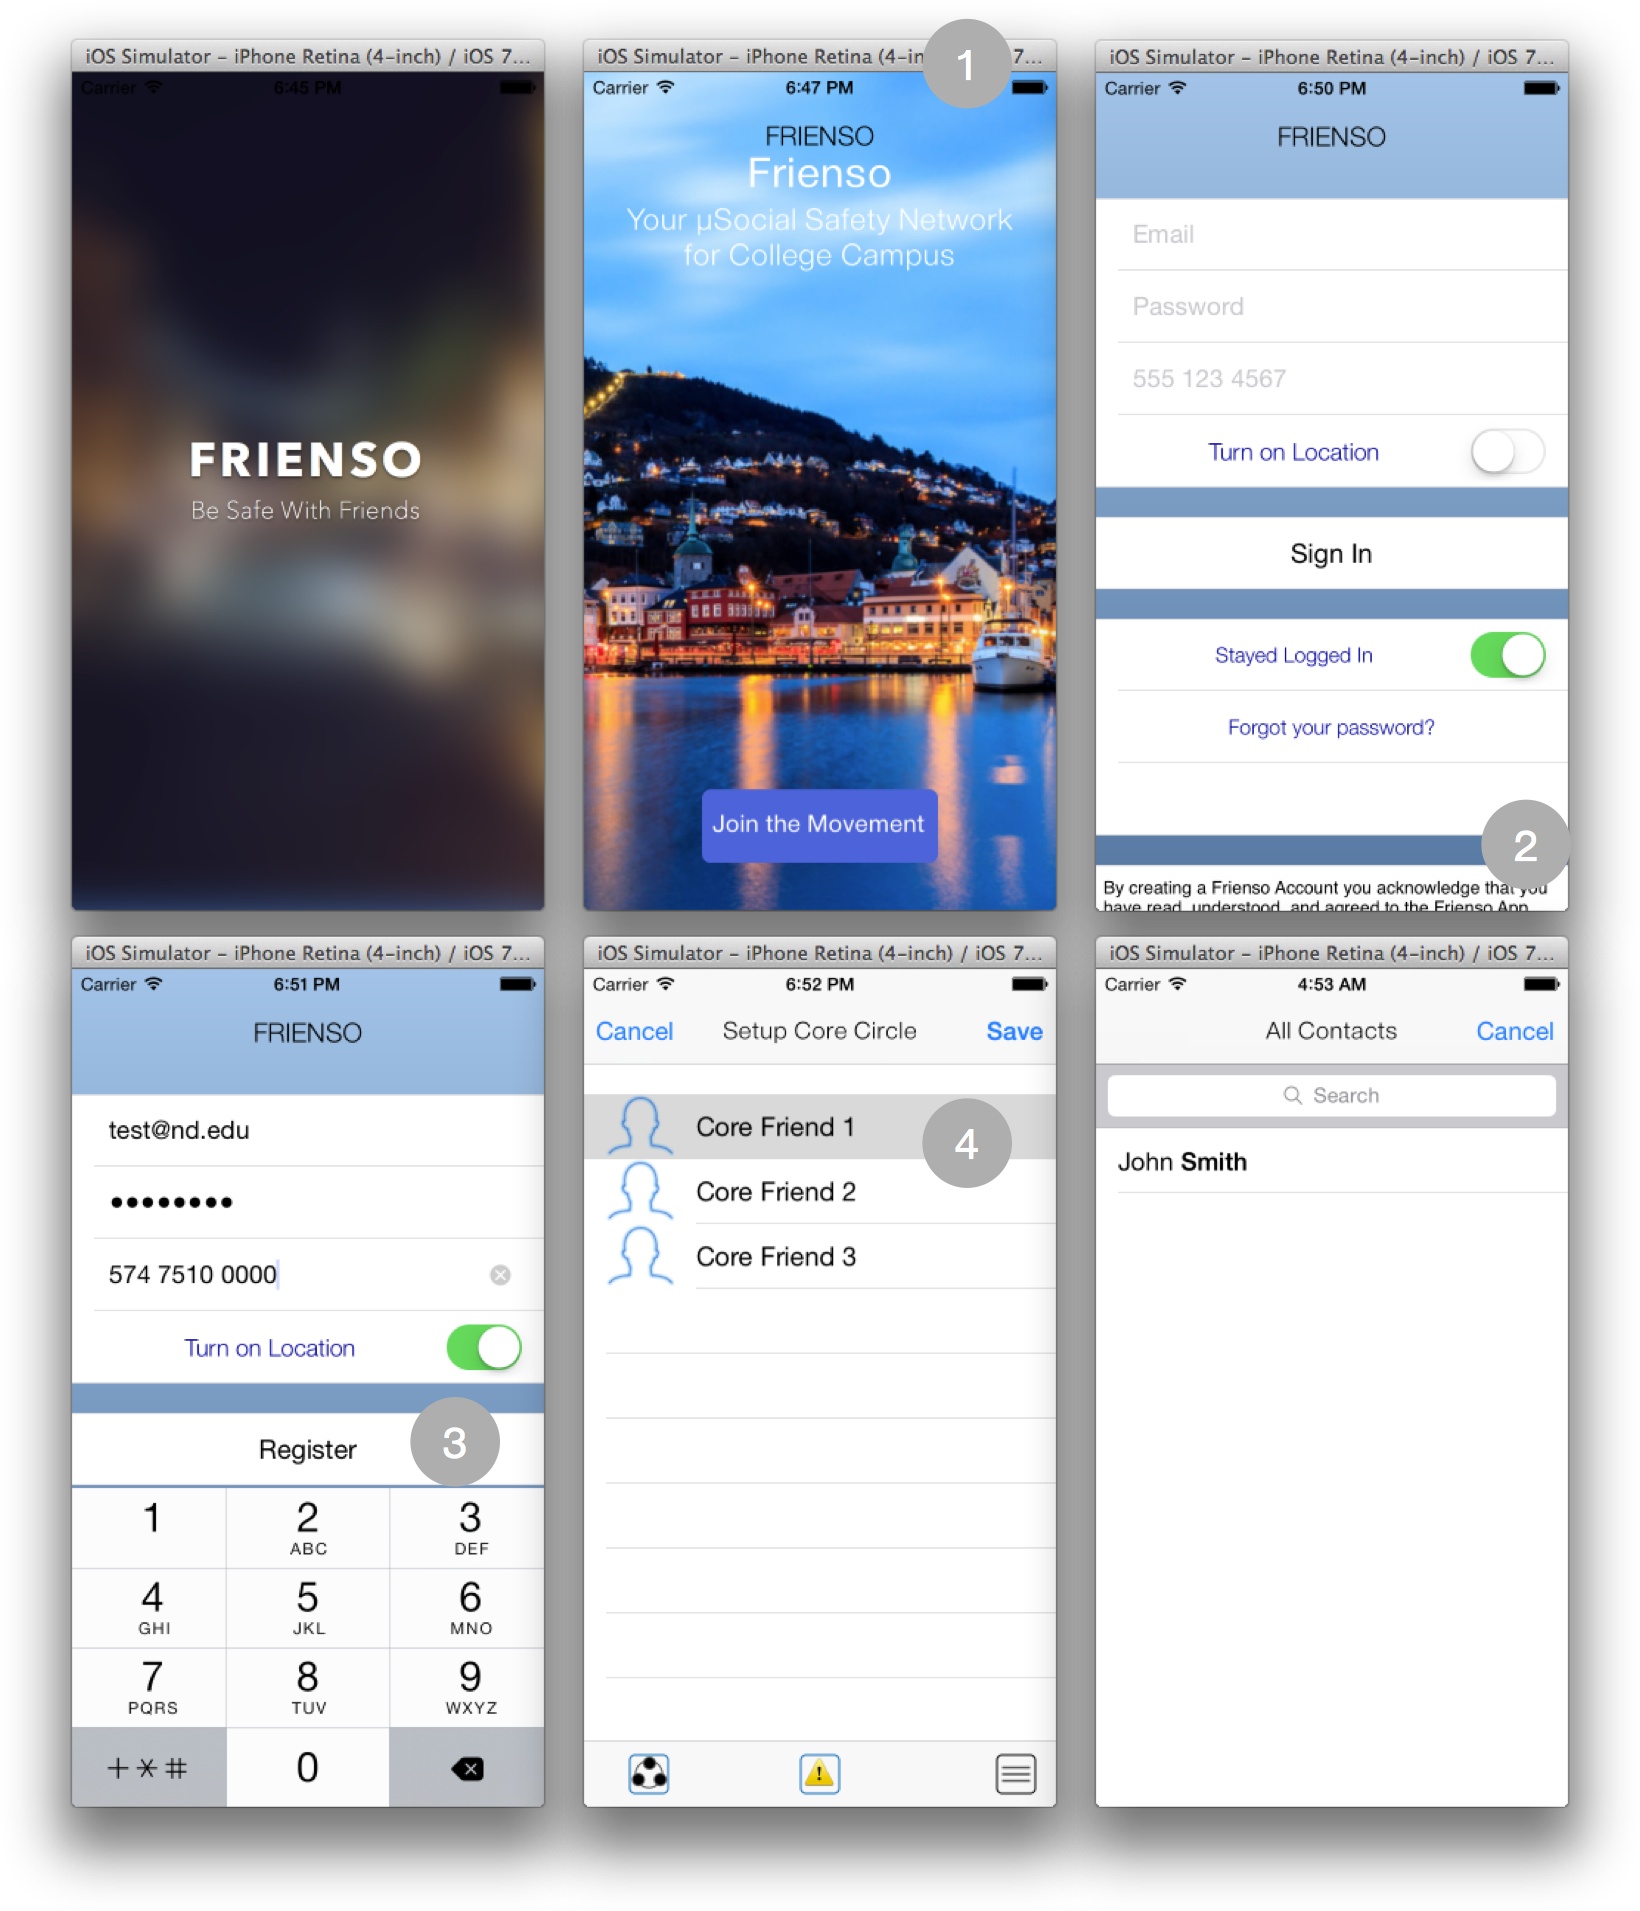 iOS Simulator – iPhone Retina (4-inch) / iOS 7...
Carrier 6:45 PM
FRIENSO
Be Safe With Friends
iOS Simulator – iPhone Retina (4-in 7...
1
Carrier 6:47 PM
FRIENSO
Frienso
Your µSocial Safety Network
for College Campus
Join the Movement
iOS Simulator – iPhone Retina (4-inch) / iOS 7...
Carrier 6:50 PM
FRIENSO
Email
Password
555 123 4567
Turn on Location
Sign In
Stayed Logged In
Forgot your password?
2
By creating a Frienso Account you acknowledge that you
have read, understood, and agreed to the Frienso App
iOS Simulator – iPhone Retina (4-inch) / iOS 7...
Carrier 6:51 PM
FRIENSO
test@nd.edu
••••••••
574 7510 0000
Turn on Location
Register
3
1 2 3
ABC DEF
4 5 6
GHI JKL MNO
7 8 9
PQRS TUV WXYZ
+*# 0
iOS Simulator – iPhone Retina (4-inch) / iOS 7...
Carrier 6:52 PM
Cancel Setup Core Circle Save
Core Friend 1
4
Core Friend 2
Core Friend 3
iOS Simulator – iPhone Retina (4-inch) / iOS 7...
Carrier 4:53 AM
All Contacts Cancel
Search
John Smith